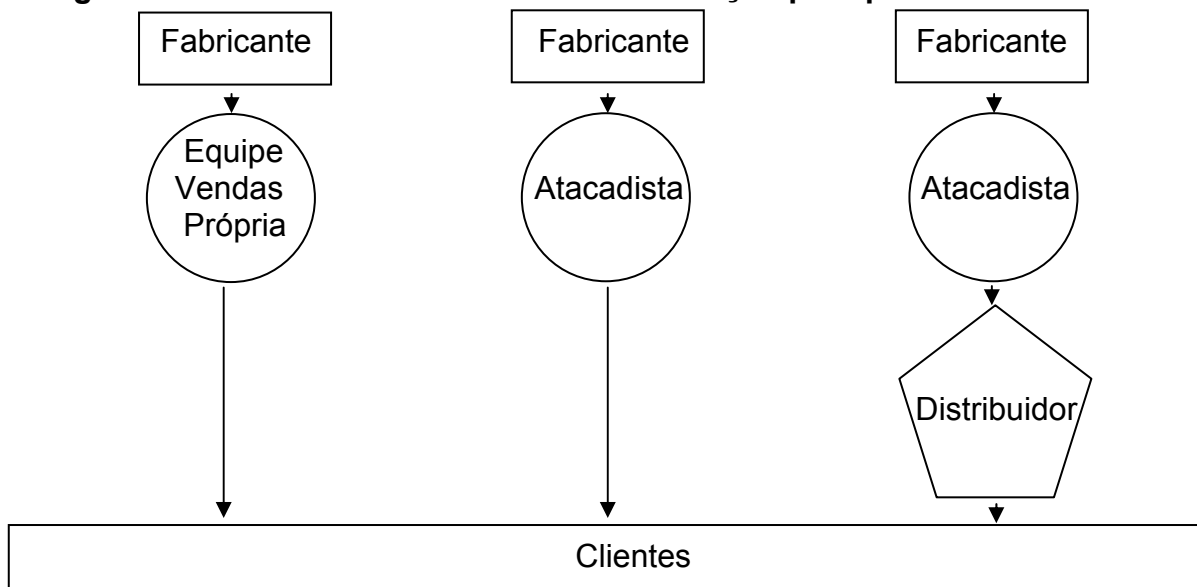 Fabricante
Fabricante
Fabricante
Equipe
Vendas
Própria
Atacadista
Atacadista
Distribuidor
Clientes